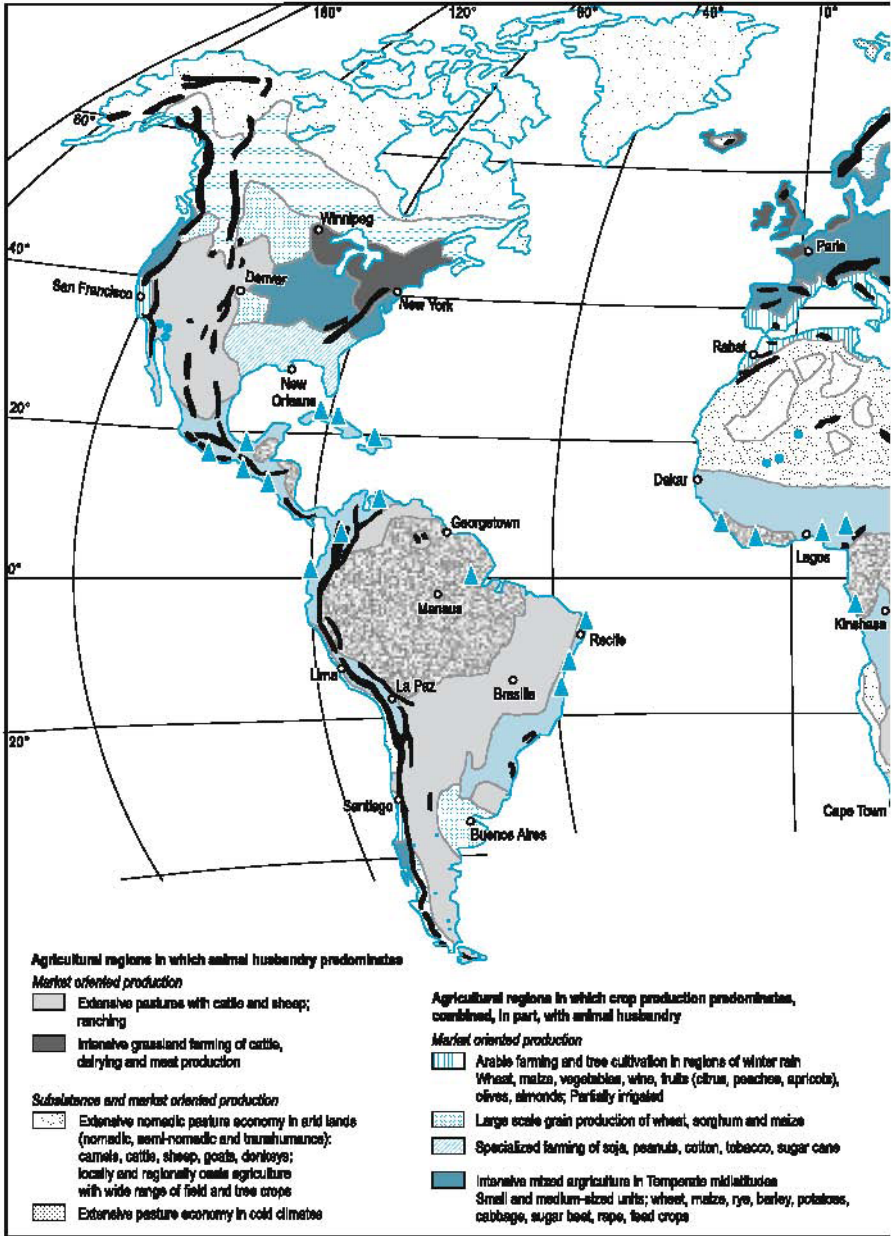 160°
120°
80°
40°
0°
60°
40°
20°
0°
20°
Winnipeg
Denver
San Francisco
New York
New
Orleans
Paris
Rabat
Dakar
Lagos
Kinshasa
Georgetown
Manaus
Recife
Lima
La Paz
Brasilia
Santiago
Buenos Aires
Cape Town
Agricultural regions in which animal husbandry predominates
Market oriented production
Extensive pastures with cattle and sheep;
ranching
Intensive grassland farming of cattle,
dairying and meat production
Subsistence and market oriented production
Extensive nomadic pasture economy in arid lands
(nomadic, semi-nomadic and transhumance):
camels, cattle, sheep, goats, donkeys;
locally and regionally oasis agriculture
with wide range of field and tree crops
Extensive pasture economy in cold climates
Agricultural regions in which crop production predominates,
combined, in part, with animal husbandry
Market oriented production
Arable farming and tree cultivation in regions of winter rain
Wheat, maize, vegetables, wine, fruits (citrus, peaches, apricots),
olives, almonds; Partially irrigated
Large scale grain production of wheat, sorghum and maize
Specialized farming of soja, peanuts, cotton, tobacco, sugar cane
Intensive mixed argriculture in Temperate midlatitudes
Small and medium-sized units; wheat, maize, rye, barley, potatoes,
cabbage, sugar beet, rape, feed crops